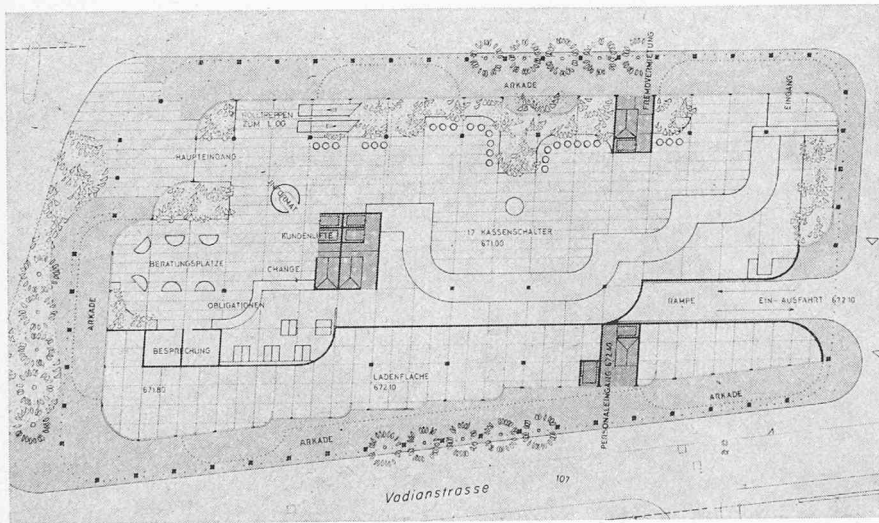 ARKADE
FREMDVERMIETUNG
EINGANG
ROLLTREPPEN
ZUM 1.OG
HAUPTEINGANG
KUNDENLIFTE
17 KASSENSCHALTER
671.00
BERATUNGSPLÄTZE
CHANGE
OBLIGATIONEN
RAMPE
EIN- AUSFAHRT 672.10
ARKADE
BESPRECHUNG
671.80
LADENFLÄCHE
672.10
PERSONALEINGANG 672.40
ARKADE
ARKADE
Vadianstrasse
107